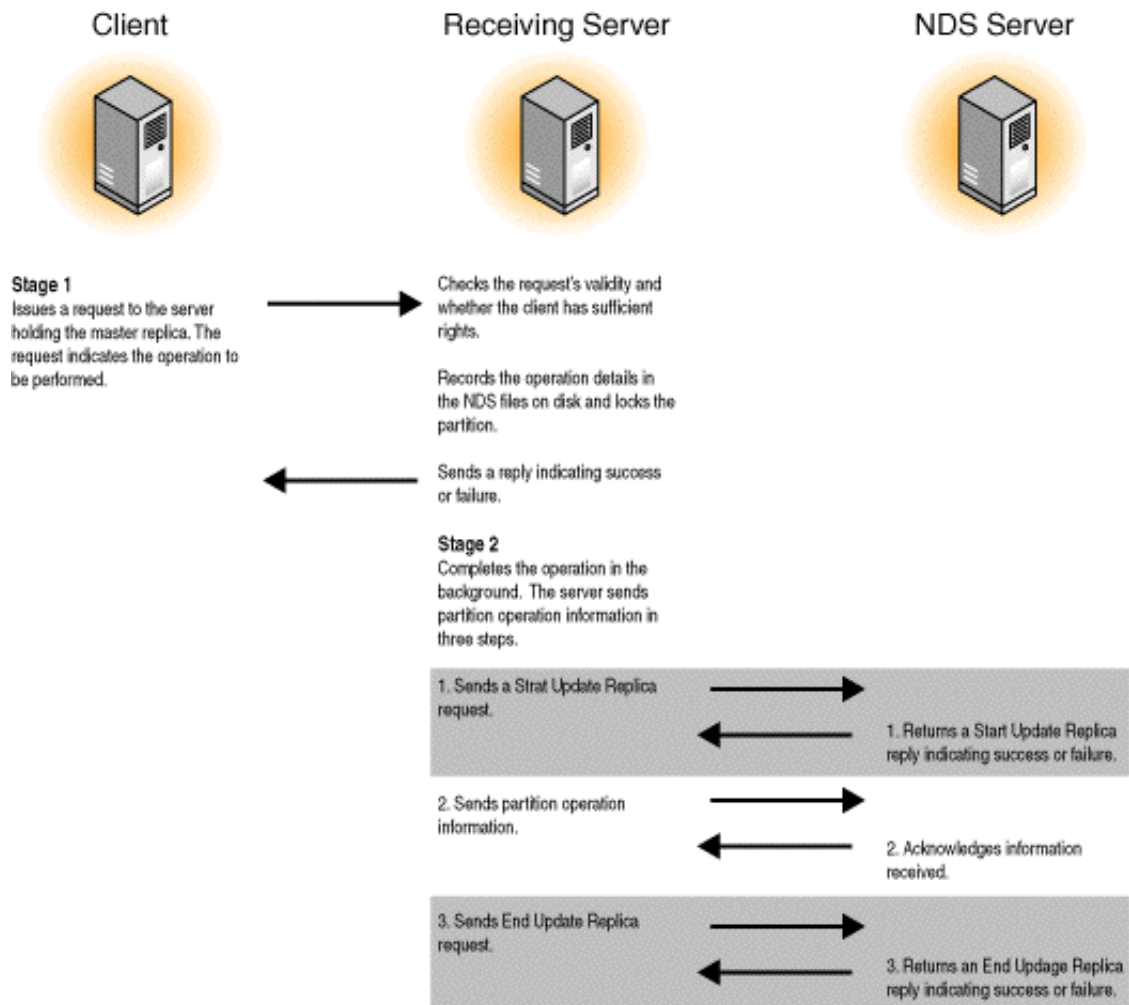 Client
Receiving Server
NDS Server
Stage 1
Issues a request to the server
holding the master replica. The
request indicates the operation to
be performed.
Checks the request's validity and
whether the client has sufficient
rights.
Records the operation details in
the NDS files on disk and locks the
partition.
Sends a reply indicating success
or failure.
Stage 2
Completes the operation in the
background. The server sends
partition operation information in
three steps.
1. Sends a Strat Update Replica
request.
1. Returns a Start Update Replica
reply indicating success or failure.
2. Sends partition operation
information.
2. Acknowledges information
received.
3. Sends End Update Replica
request.
3. Returns an End Updage Replica
reply indicating success or failure.